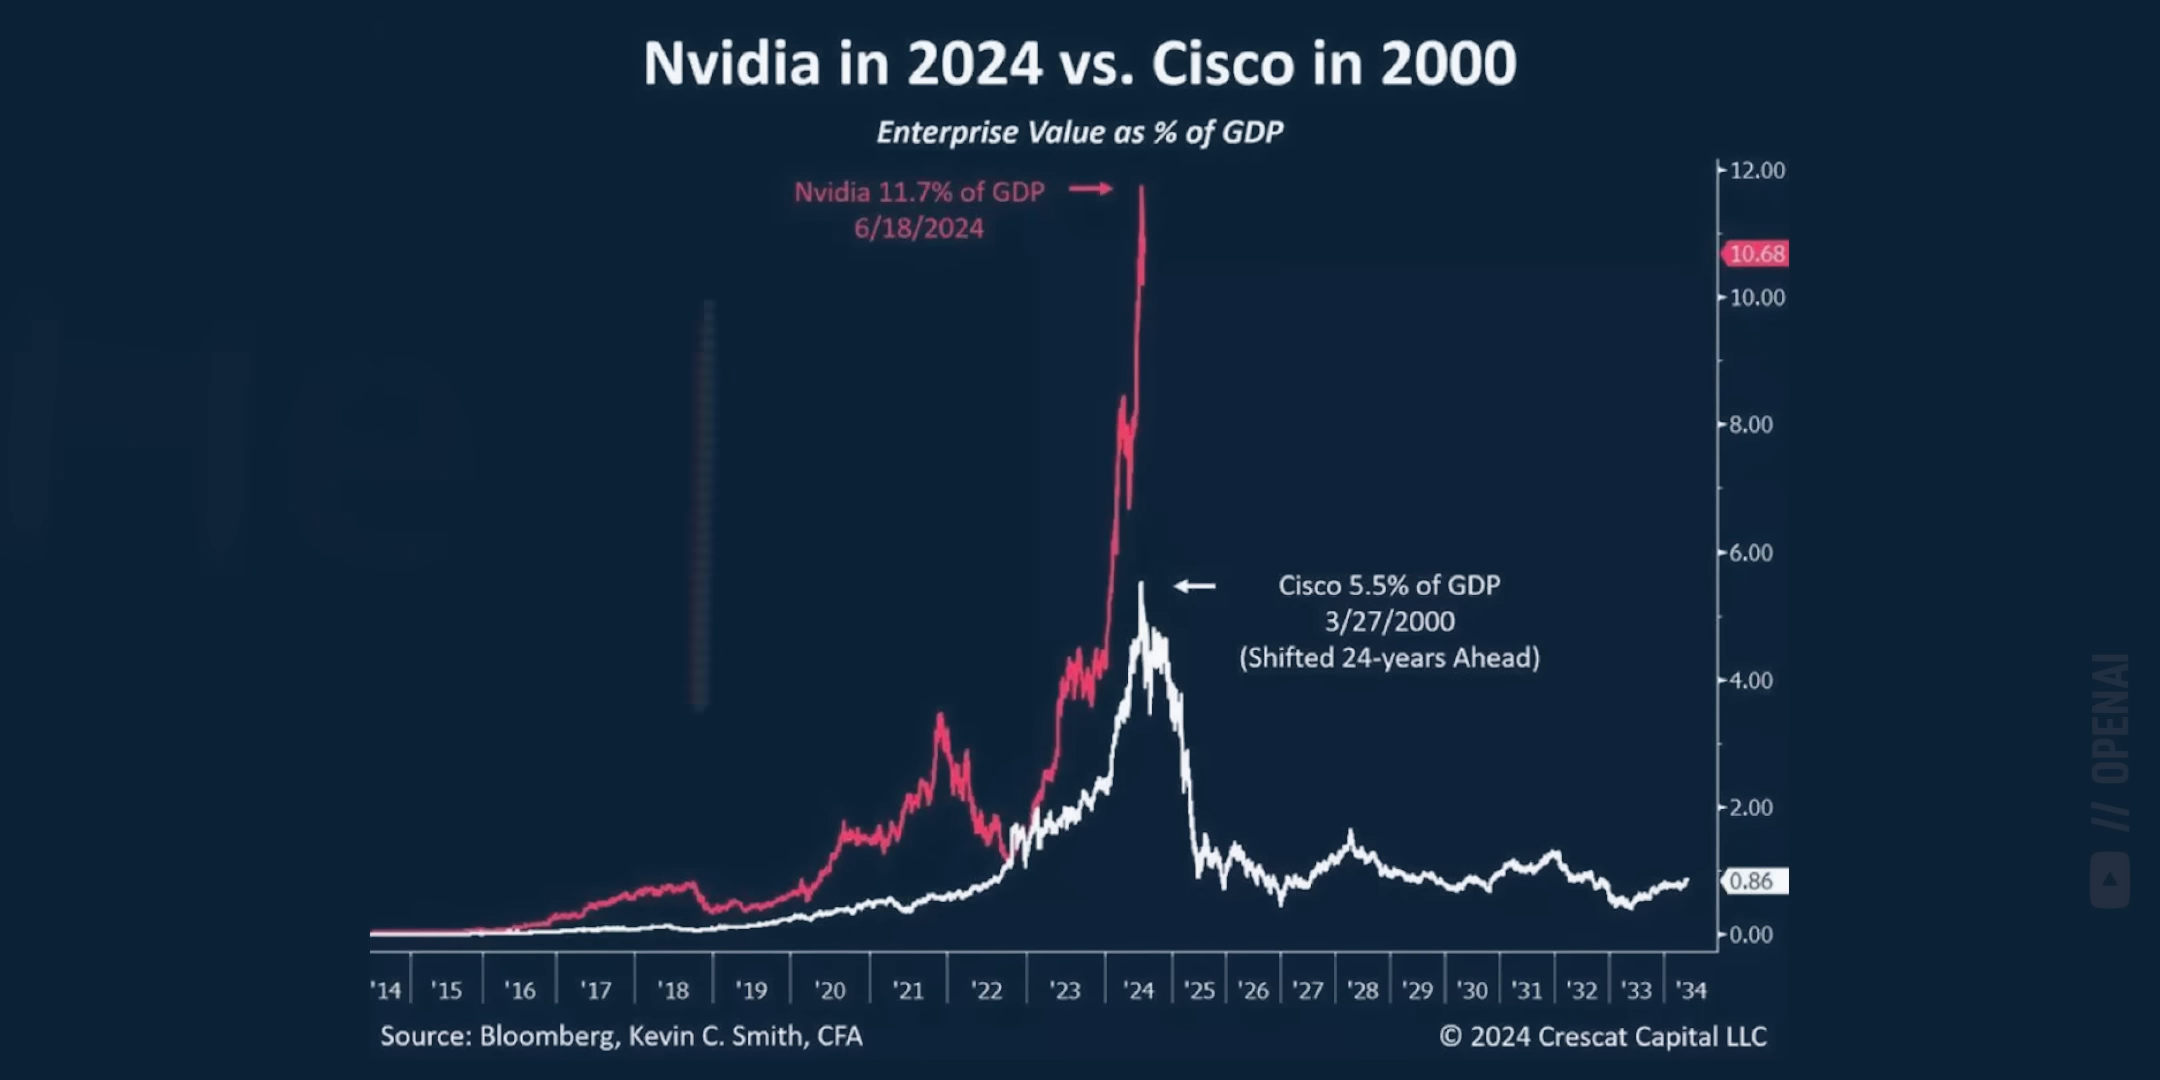 Nvidia in 2024 vs. Cisco in 2000
Enterprise Value as % of GDP
Nvidia 11.7% of GDP
6/18/2024
12.00
10.68
10.00
8.00
6.00
Cisco 5.5% of GDP
3/27/2000
(Shifted 24-years Ahead)
4.00
2.00
0.86
0.00
'14 '15 '16 '17 '18 '19 '20 '21 '22 '23 '24 '25 '26 '27 '28 '29 '30 '31 '32 '33 '34
Source: Bloomberg, Kevin C. Smith, CFA
© 2024 Crescat Capital LLC
// OPENAI